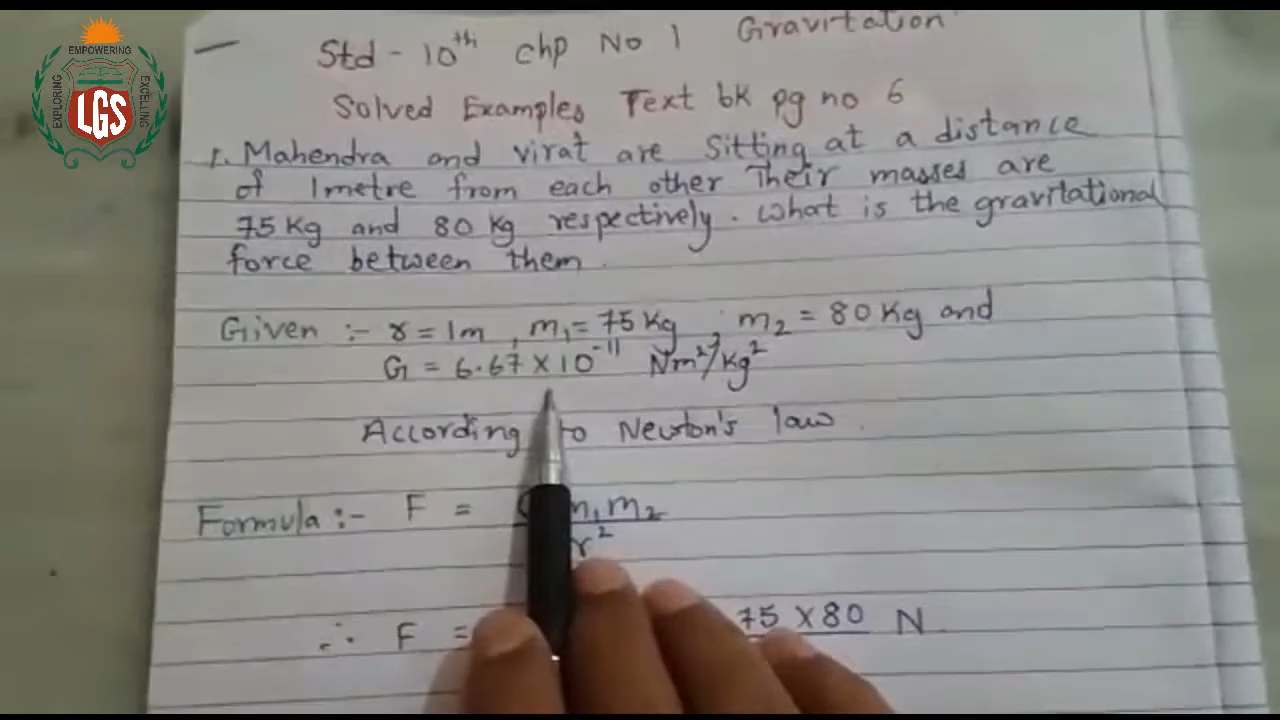 EMPOWERING
EXPLORING
EXCELLING
LGS
Std - 10th Chp No 1 Gravitation
Solved Examples Text bk pg no 6
1. Mahendra and virat are Sitting at a distance
of 1metre from each other Their masses are
75 Kg and 80 Kg respectively. What is the gravitational
force between them.
Given :- r = 1m, m₁ = 75 Kg, m₂ = 80 Kg and
G = 6.67 × 10⁻¹¹ Nm²/Kg²
According to Newton's law.
Formula :- F = m₁ m₂
r²
∴ F = 75 × 80 N